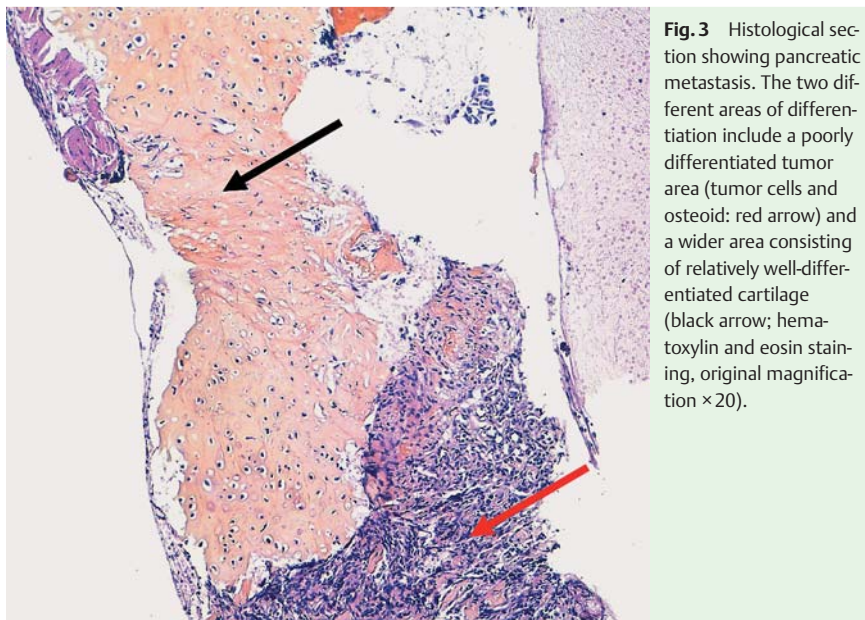 Fig. 3 Histological sec-
tion showing pancreatic
metastasis. The two dif-
ferent areas of differen-
tiation include a poorly
differentiated tumor
area (tumor cells and
osteoid: red arrow) and
a wider area consisting
of relatively well-differ-
entiated cartilage
(black arrow; hema-
toxylin and eosin stain-
ing, original magnifica-
tion ×20).